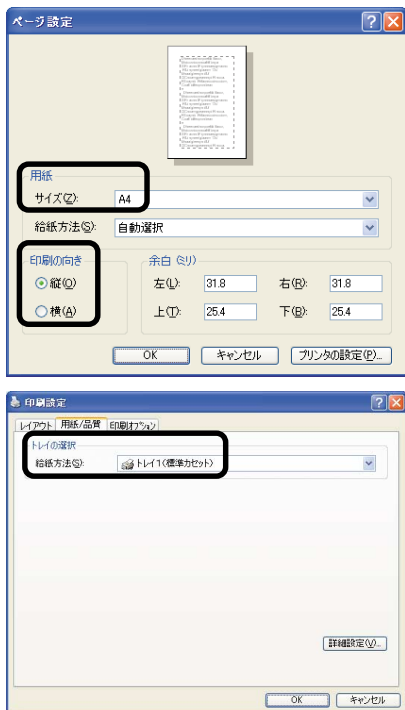 ページ設定
用紙
サイズ(Z): A4
給紙方法(S): 自動選択
印刷の向き 余白 (ミリ)
縦(O) 左(L): 31.8 右(R): 31.8
横(A) 上(T): 25.4 下(B): 25.4
OK キャンセル プリンタの設定(P)...
印刷設定
レイアウト 用紙/品質 印刷オプション
トレイの選択
給紙方法(S): トレイ1(標準カセット)
詳細設定(V)...
OK キャンセル